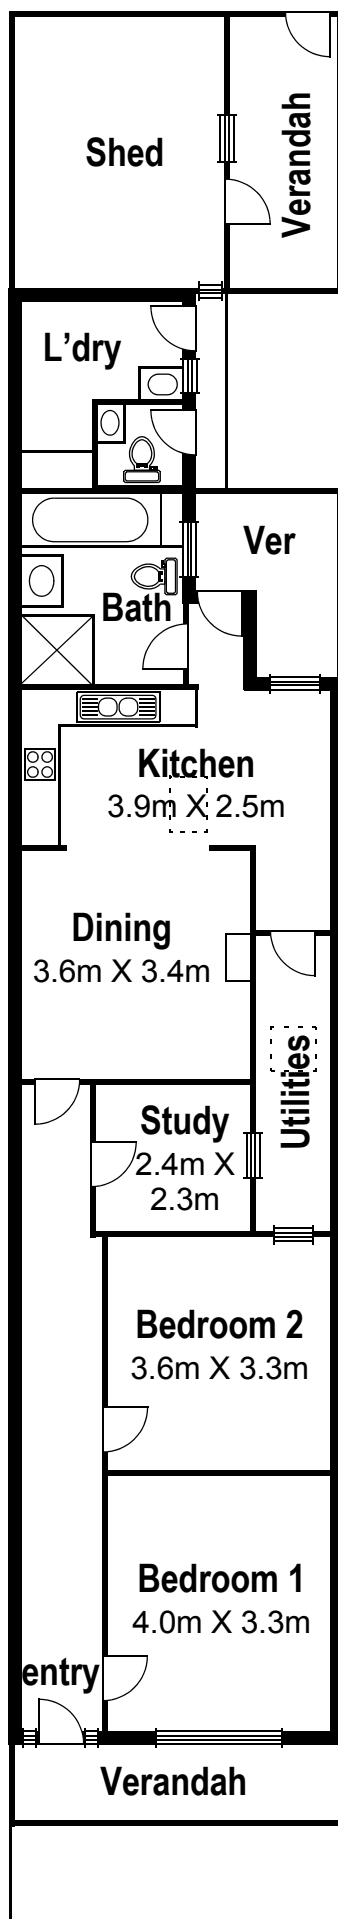 Shed
Verandah
L'dry
Ver
Bath
Kitchen
3.9m X 2.5m
Dining
3.6m X 3.4m
Utilities
Study
2.4m X
2.3m
Bedroom 2
3.6m X 3.3m
Bedroom 1
4.0m X 3.3m
entry
Verandah